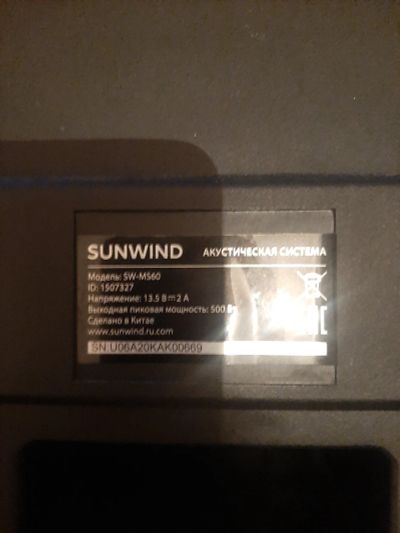 SUNWIND
АКУСТИЧЕСКАЯ СИСТЕМА
Модель: SW-MS60
ID: 1507327
Напряжение: 13.5 В 2 А
Выходная пиковая мощность: 500 Вт
Сделано в Китае
www.sunwind.ru.com
SN U06A20KAK00669